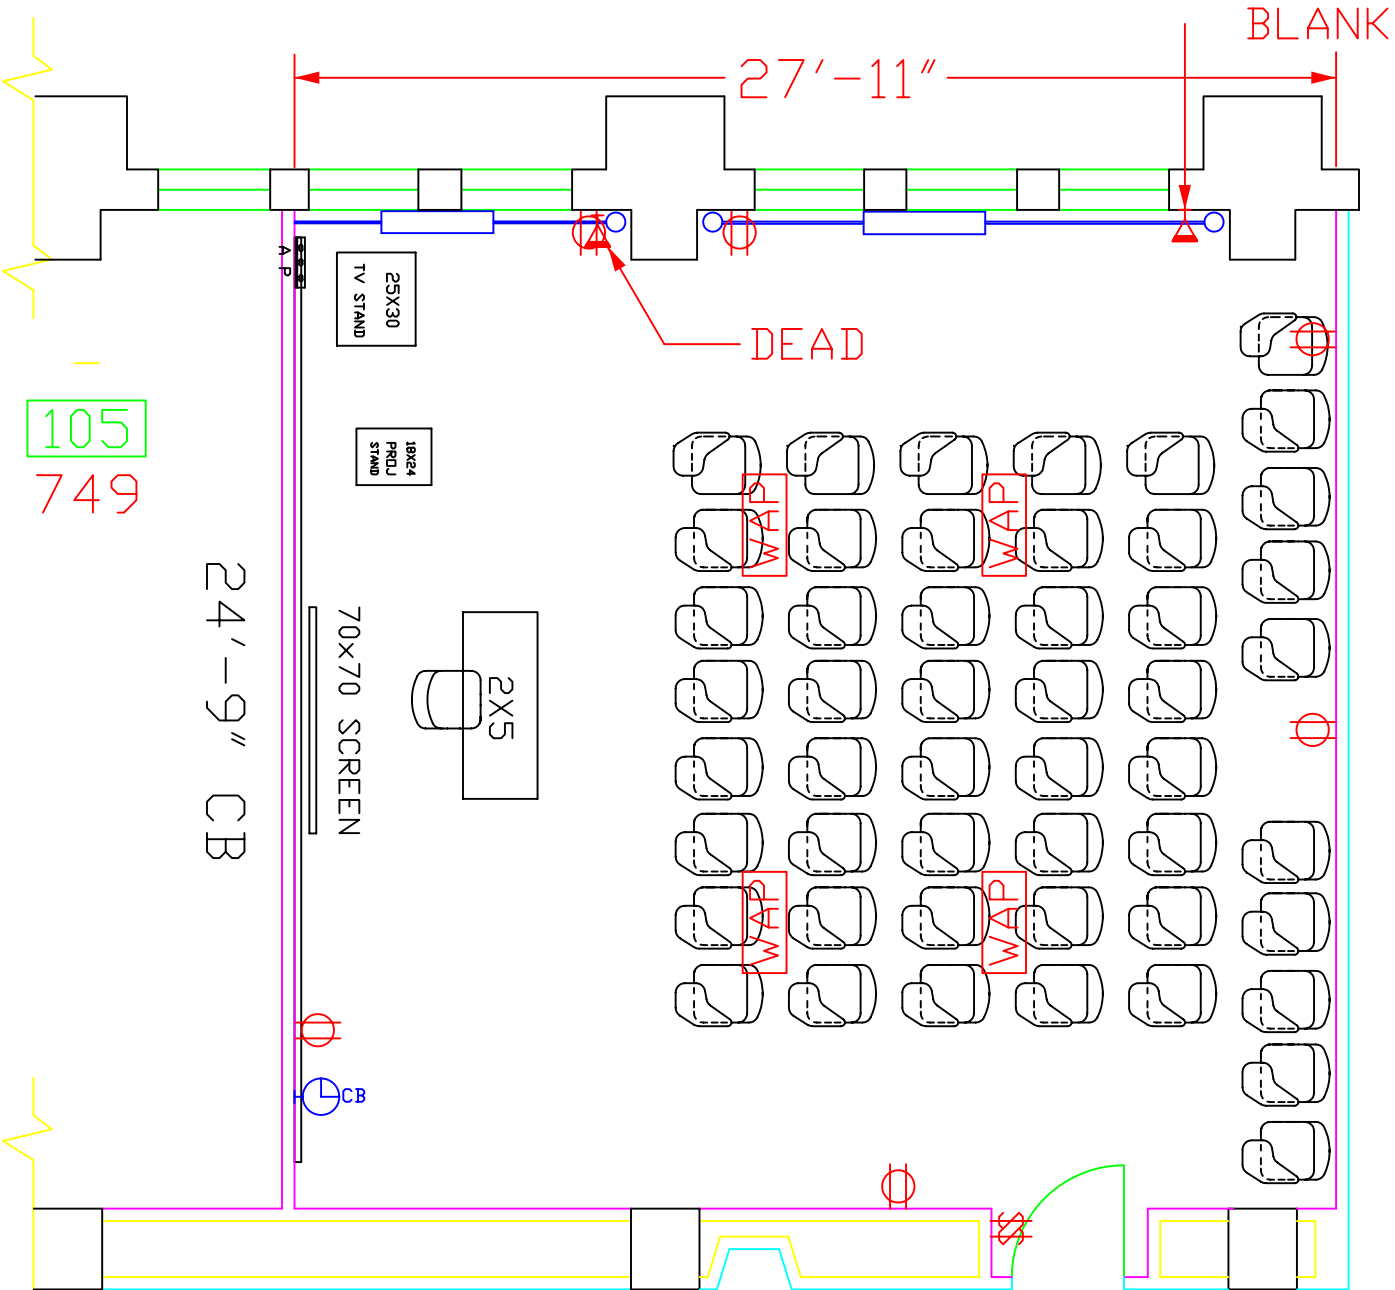 BLANK
27'-11"
A P
25X30
TV STAND
DEAD
105
749
18X24
PROJ
STAND
WAP
WAP
24'-9" CB
70x70 SCREEN
2X5
WAP
WAP
CB
$